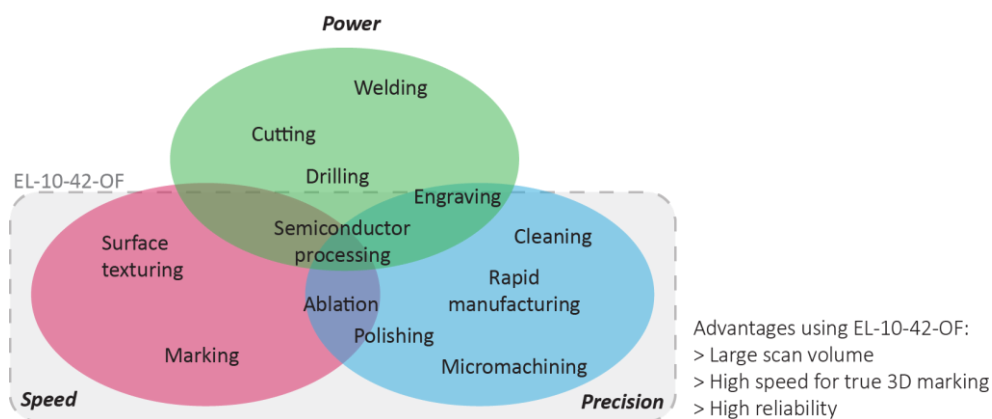 Power
Welding
Cutting
Drilling
EL-10-42-OF
Engraving
Semiconductor
processing
Surface
texturing
Cleaning
Rapid
manufacturing
Ablation
Polishing
Marking
Micromachining
Speed
Precision
Advantages using EL-10-42-OF:
> Large scan volume
> High speed for true 3D marking
> High reliability